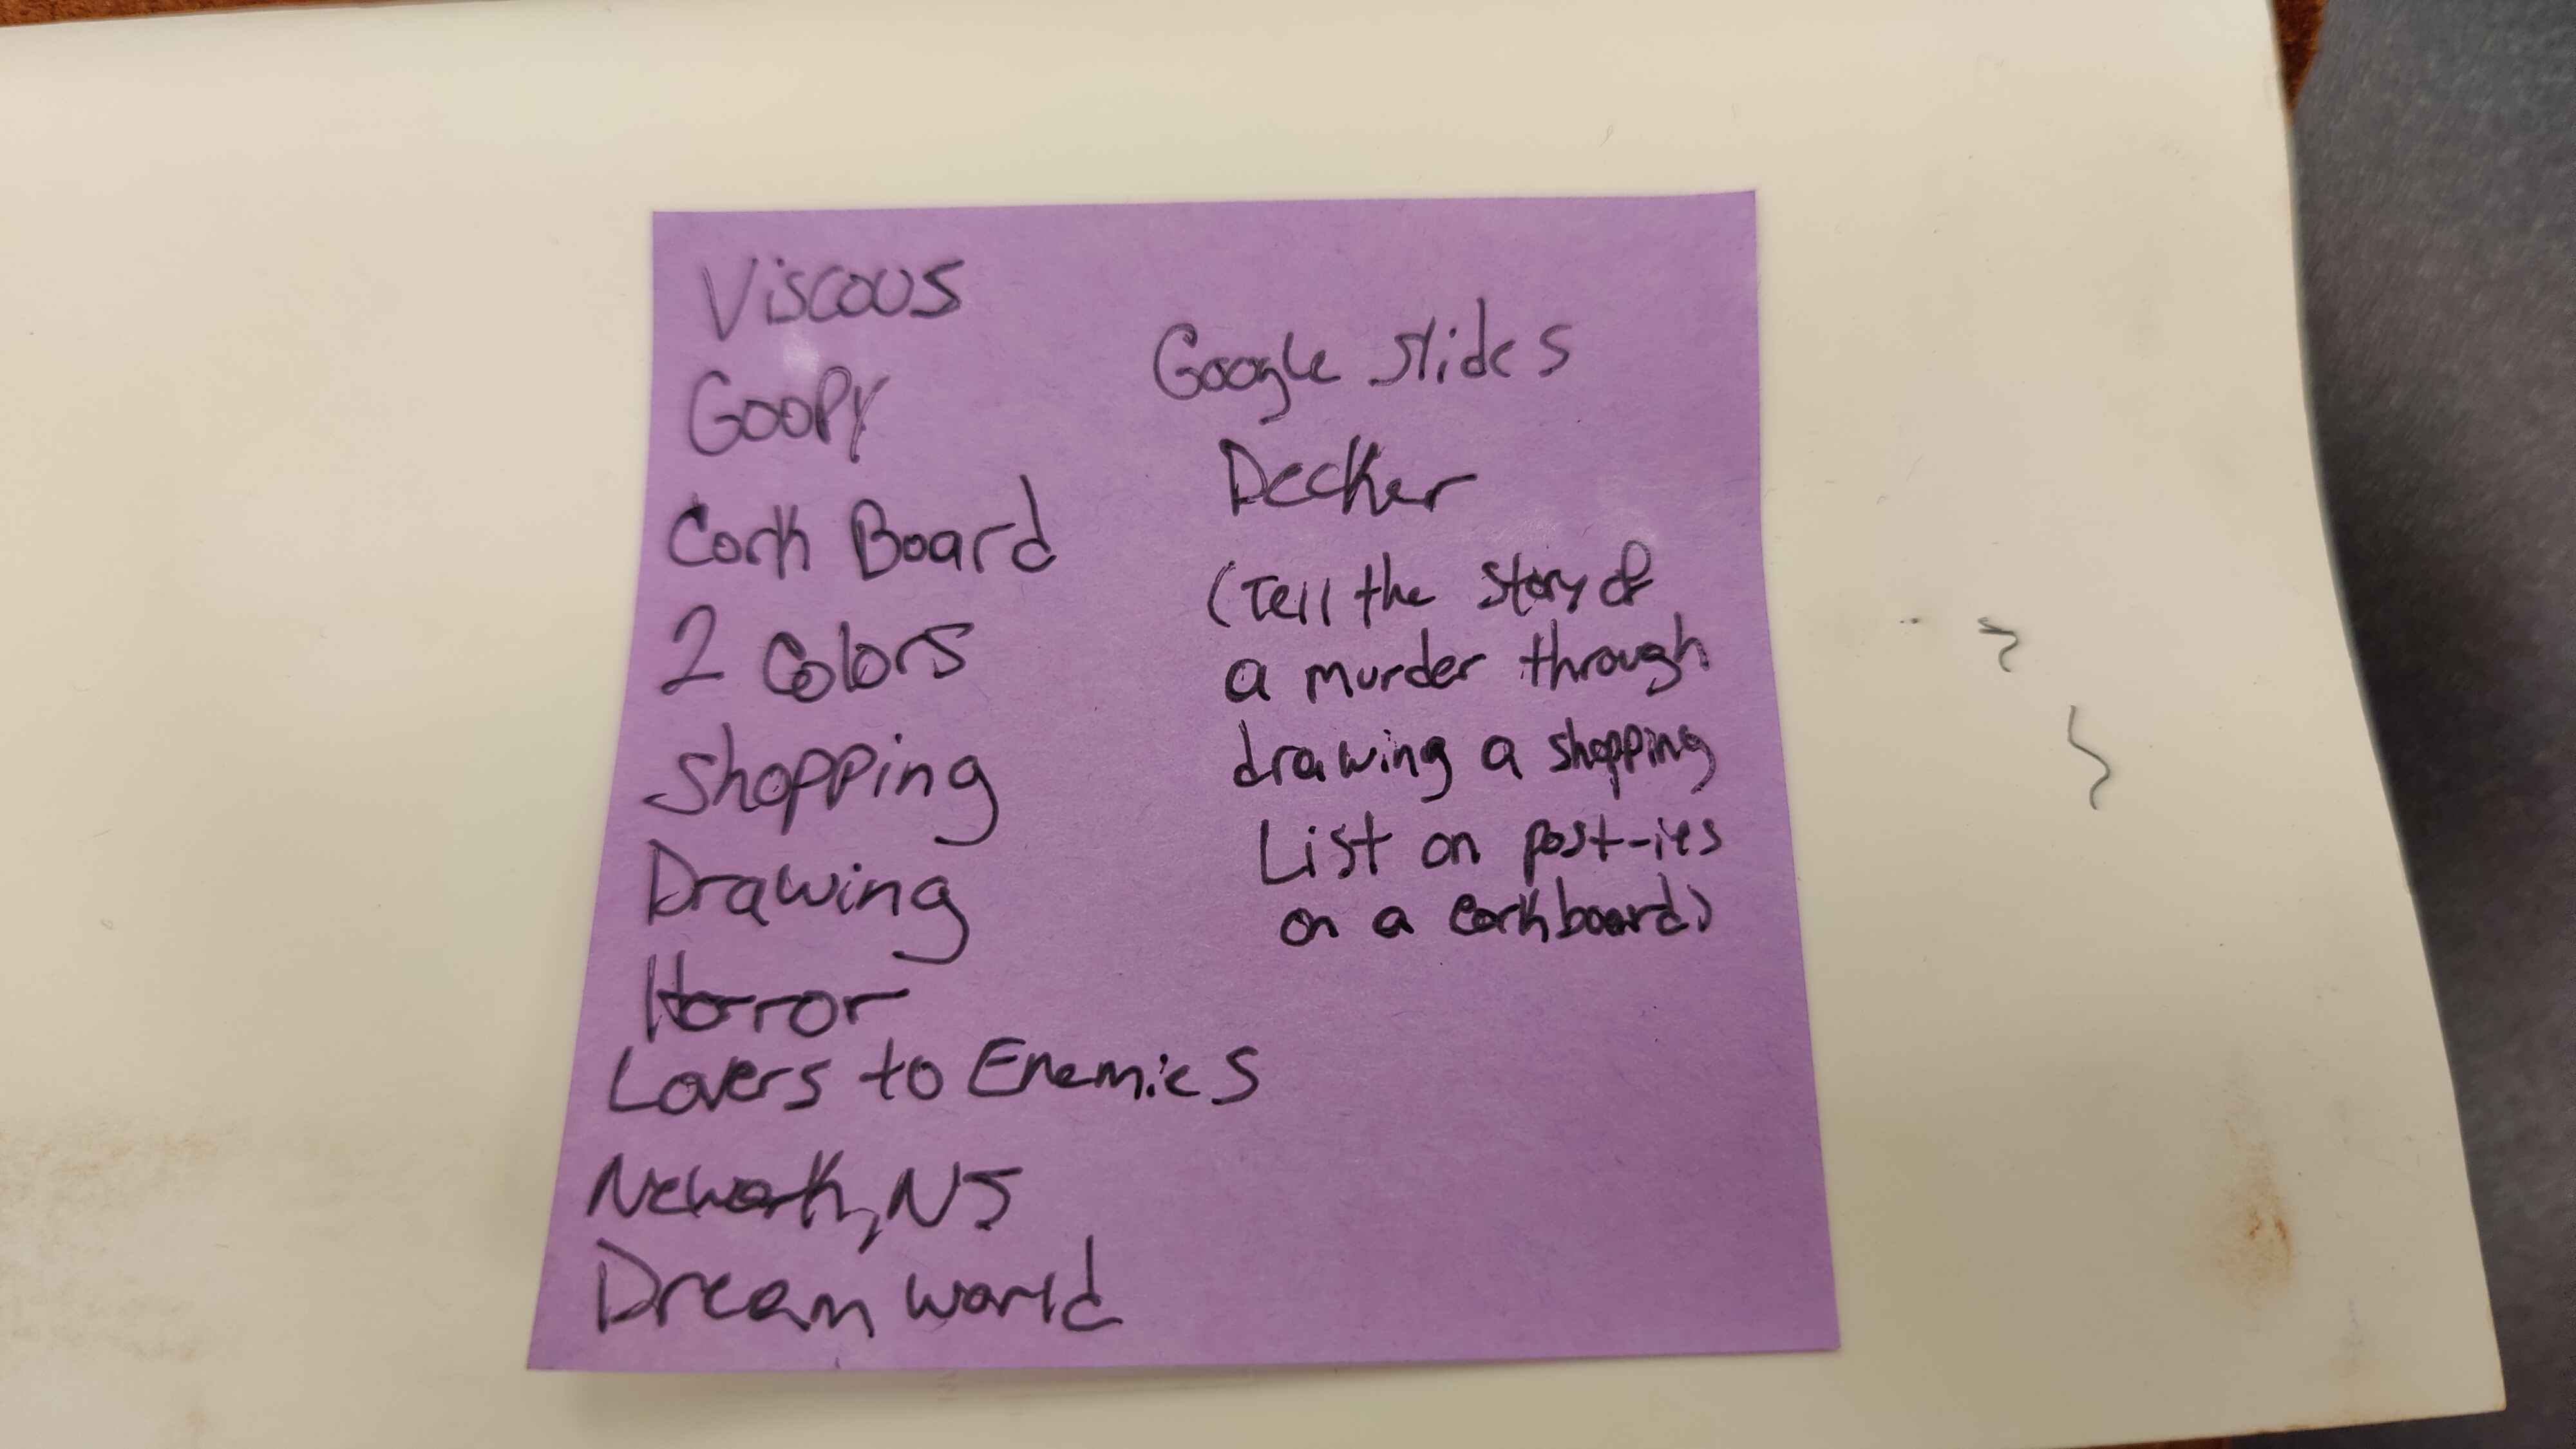 Viscous
Goopy
Cork Board
2 Colors
Shopping
Drawing
Horror
Lovers to Enemies
Newark, NJ
Dream world
Google Slides
Decker
(Tell the story of
a murder through
drawing a shopping
List on post-its
on a corkboard)